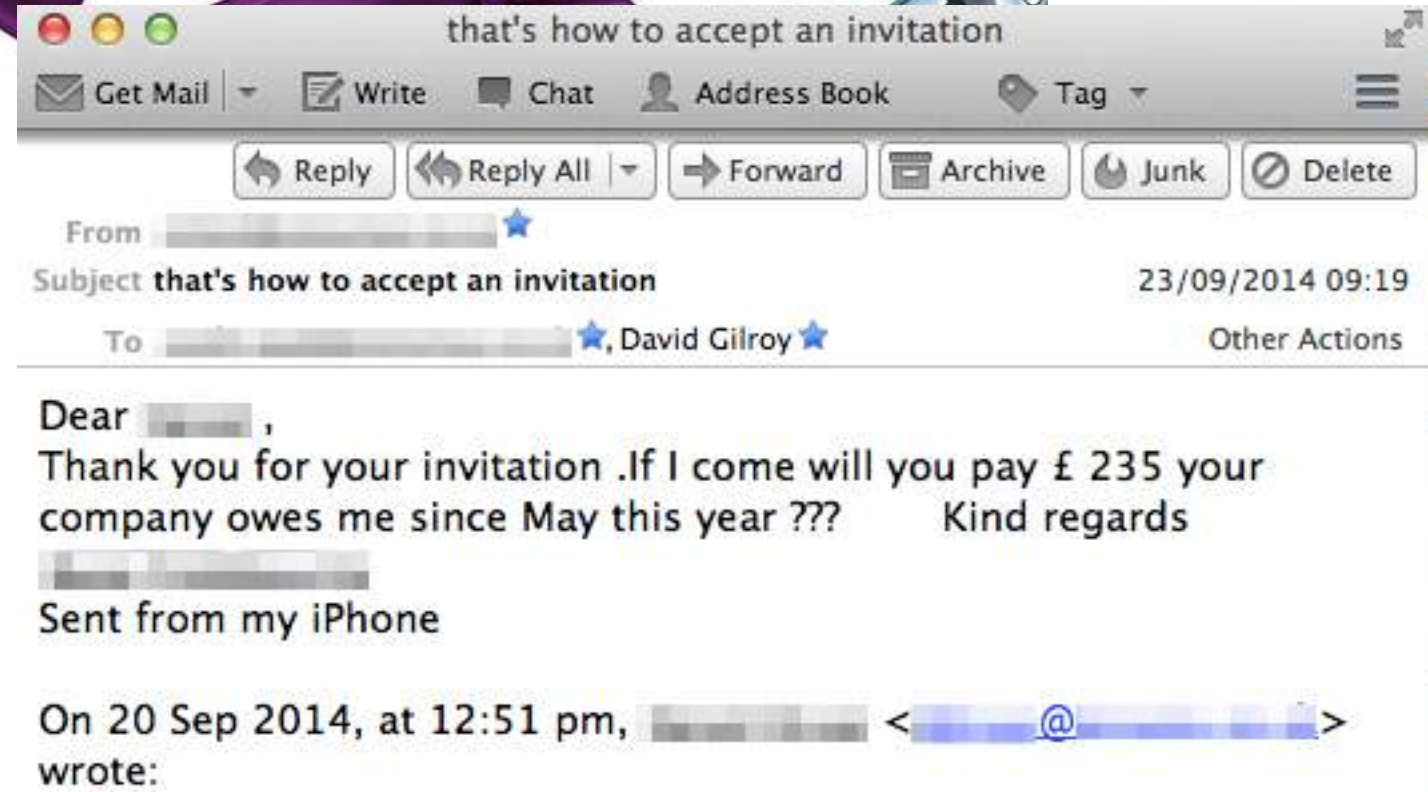 that's how to accept an invitation
Get Mail Write Chat Address Book Tag
Reply Reply All Forward Archive Junk Delete
From
Subject that's how to accept an invitation 23/09/2014 09:19
To , David Gilroy Other Actions
Dear ,
Thank you for your invitation .If I come will you pay £ 235 your
company owes me since May this year ??? Kind regards
Sent from my iPhone
On 20 Sep 2014, at 12:51 pm, < @ >
wrote: